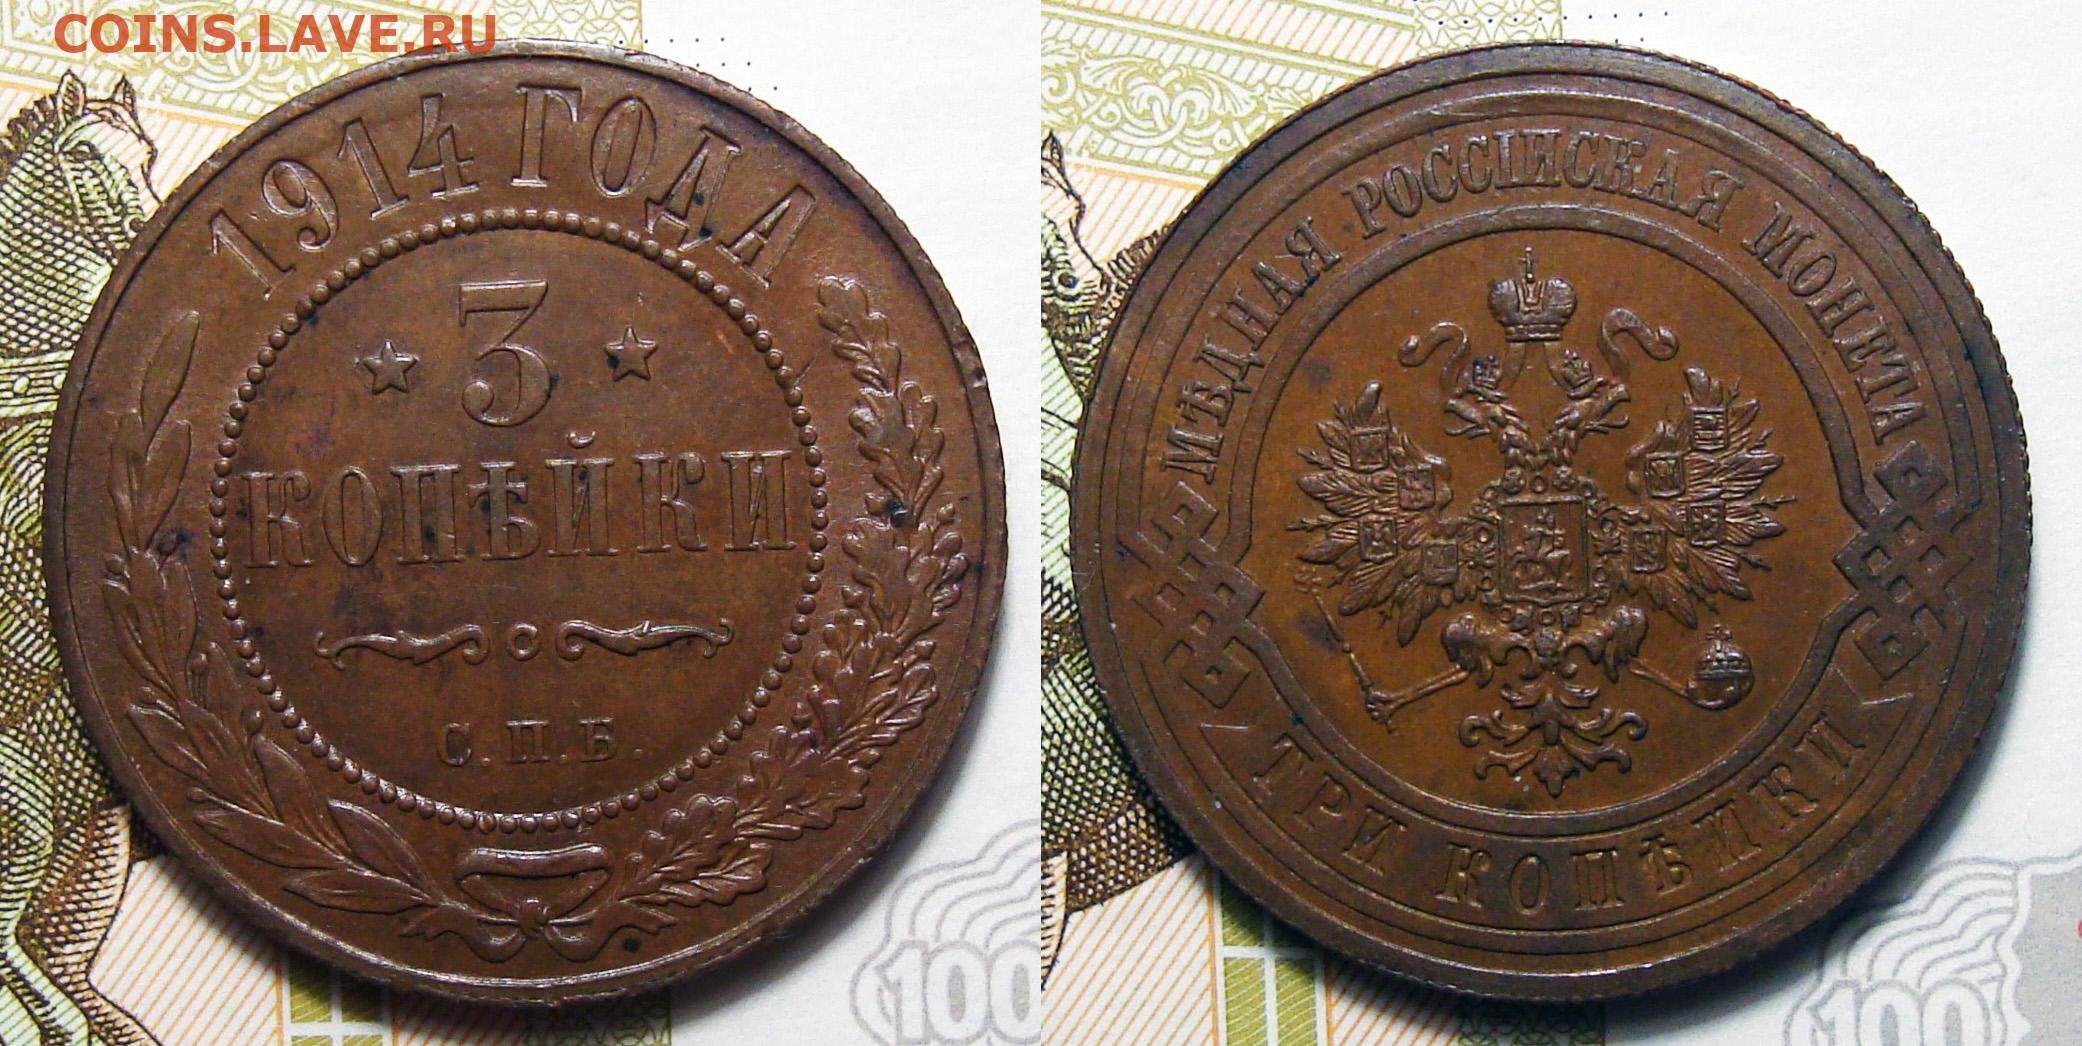 COINS.LAVE.RU
1914 ГОДА
3
КОПѢЙКИ
С.П.Б.
МѢДНАЯ РОССІЙСКАЯ МОНЕТА
ТРИ КОПѢЙКИ
100
100